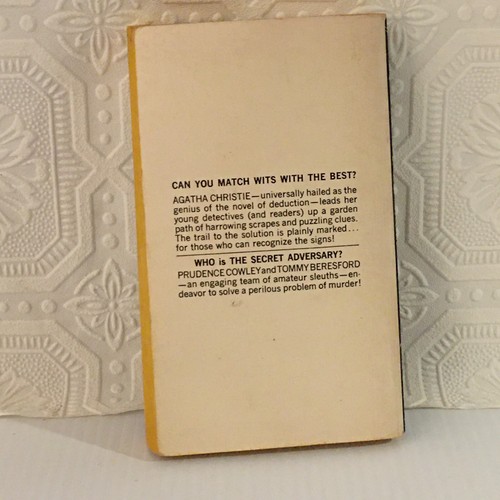 CAN YOU MATCH WITS WITH THE BEST?
AGATHA CHRISTIE—universally hailed as the
genius of the novel of deduction—leads her
young detectives (and readers) up a garden
path of harrowing scrapes and puzzling clues.
The trail to the solution is plainly marked...
for those who can recognize the signs!
WHO is THE SECRET ADVERSARY?
PRUDENCE COWLEY and TOMMY BERESFORD
—an engaging team of amateur sleuths—en-
deavor to solve a perilous problem of murder!